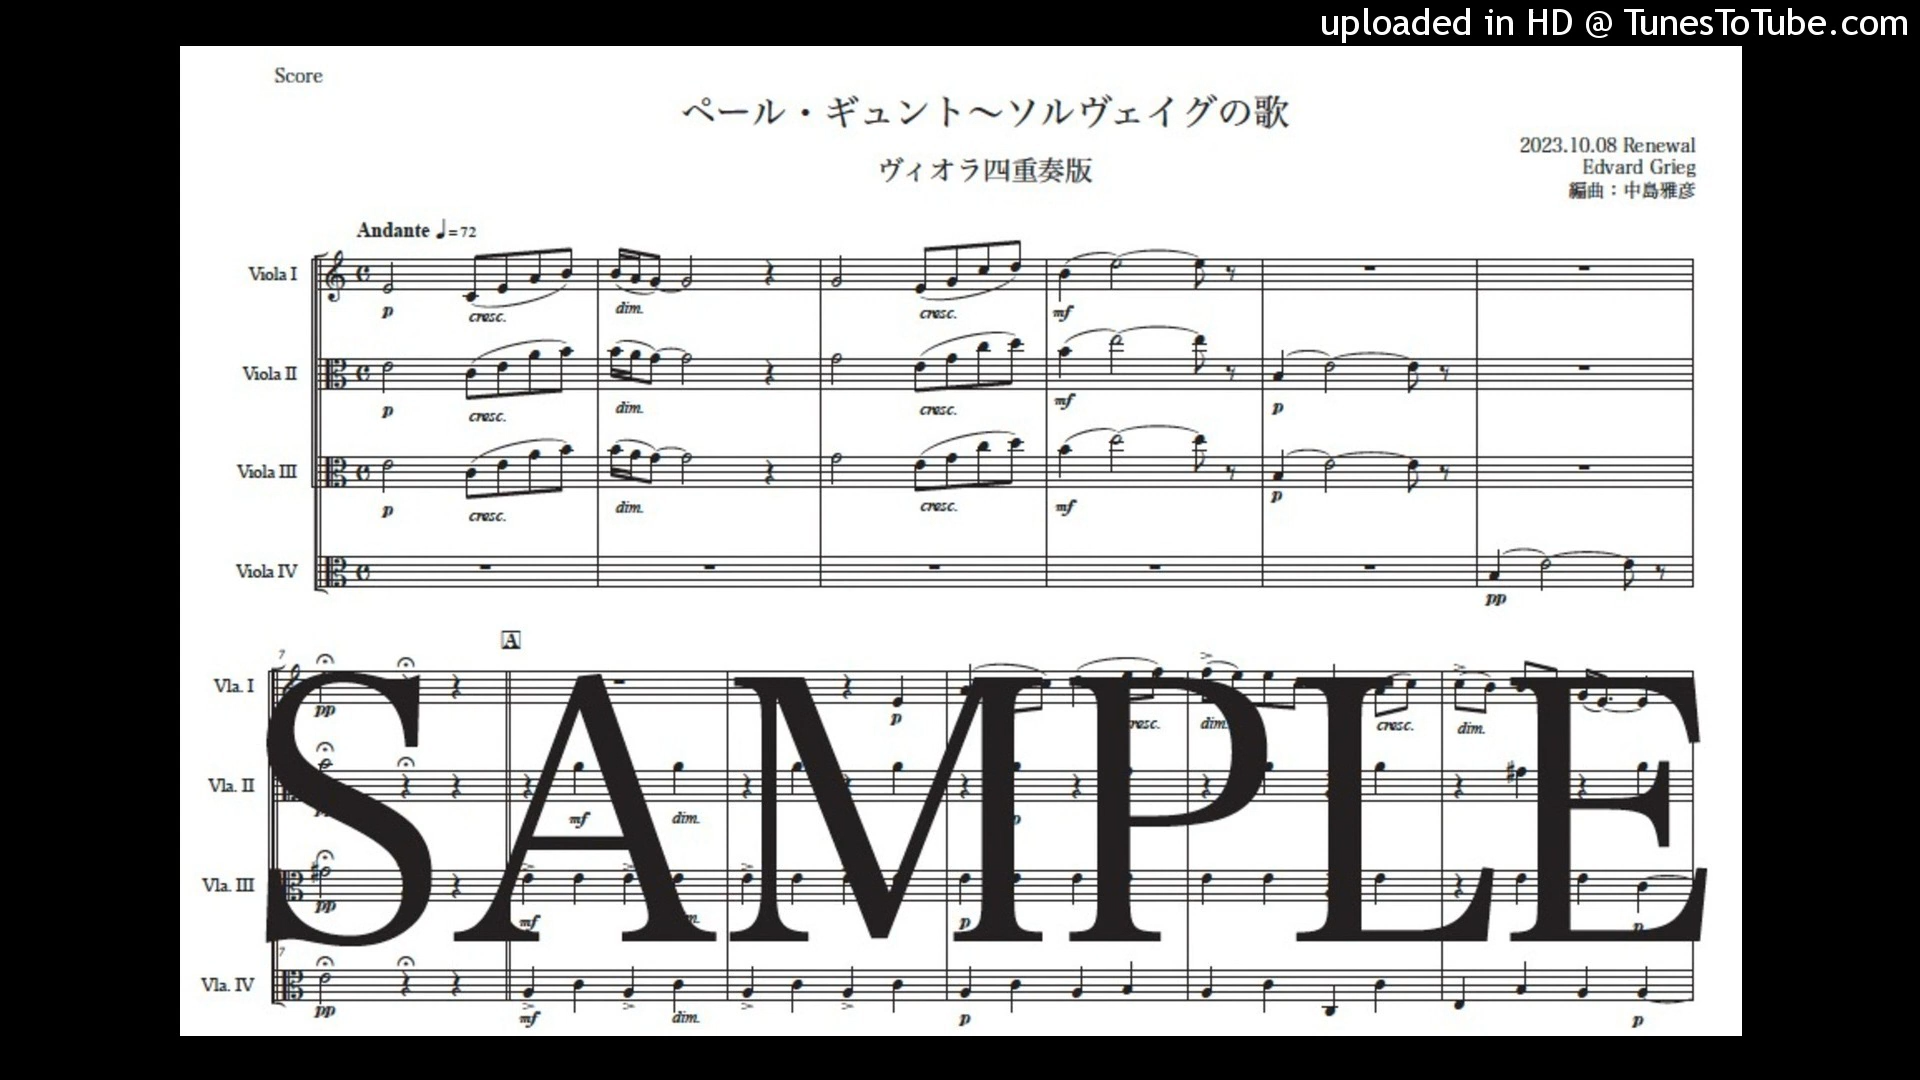 uploaded in HD @ TunesToTube.com
Score
ペール・ギュント～ソルヴェイグの歌
ヴィオラ四重奏版
2023.10.08 Renewal
Edvard Grieg
編曲：中島雅彦
Andante ♩=72
Viola I
p cresc. dim. cresc. mf
Viola II
p cresc. dim. cresc. mf p
Viola III
p cresc. dim. cresc. mf p
Viola IV
pp
A
7
Vla. I
pp p cresc. dim. cresc. dim.
Vla. II
mf dim. p
Vla. III
pp mf p p
7
Vla. IV
pp mf dim. p p
SAMPLE